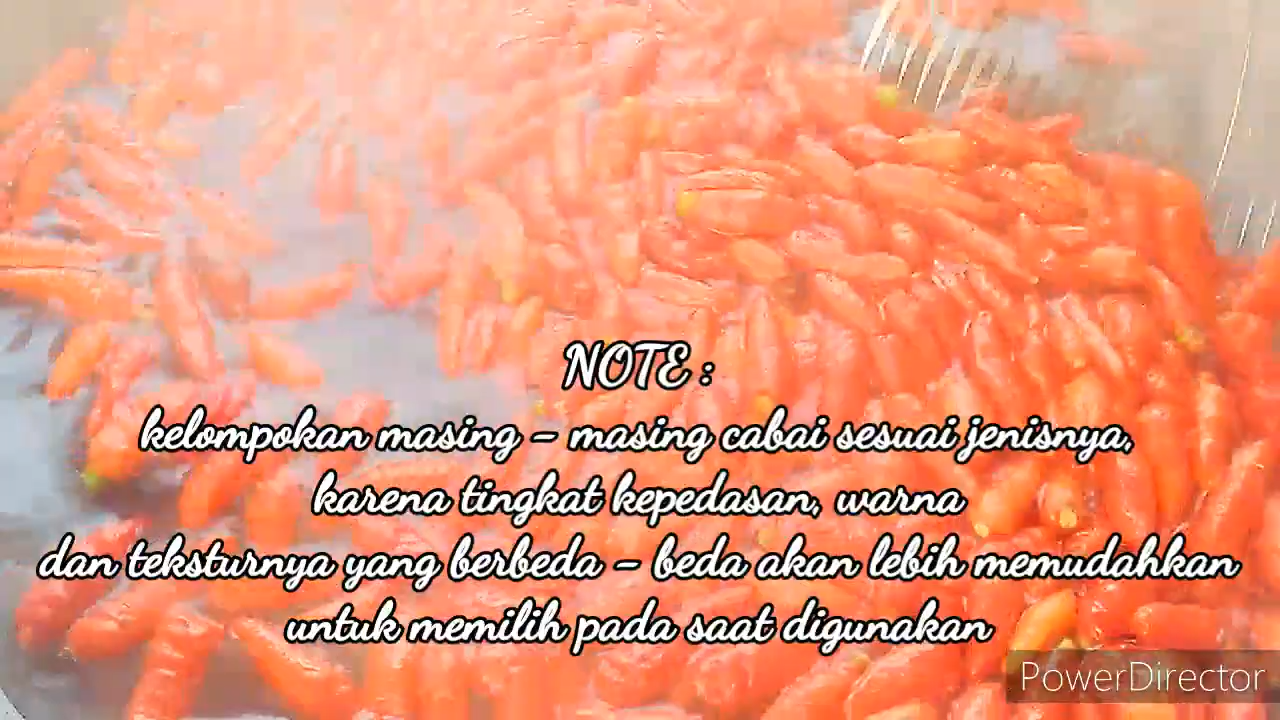 NOTE :
kelompokan masing - masing cabai sesuai jenisnya,
karena tingkat kepedasan, warna
dan teksturnya yang berbeda - beda akan lebih memudahkan
untuk memilih pada saat digunakan
PowerDirector